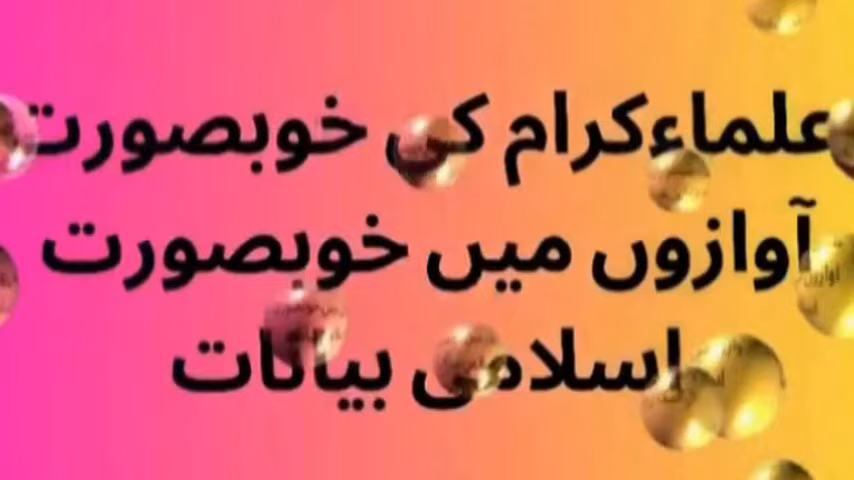 علماءکرام کی خوبصورت
آوازوں میں خوبصورت
اسلامی بیانات